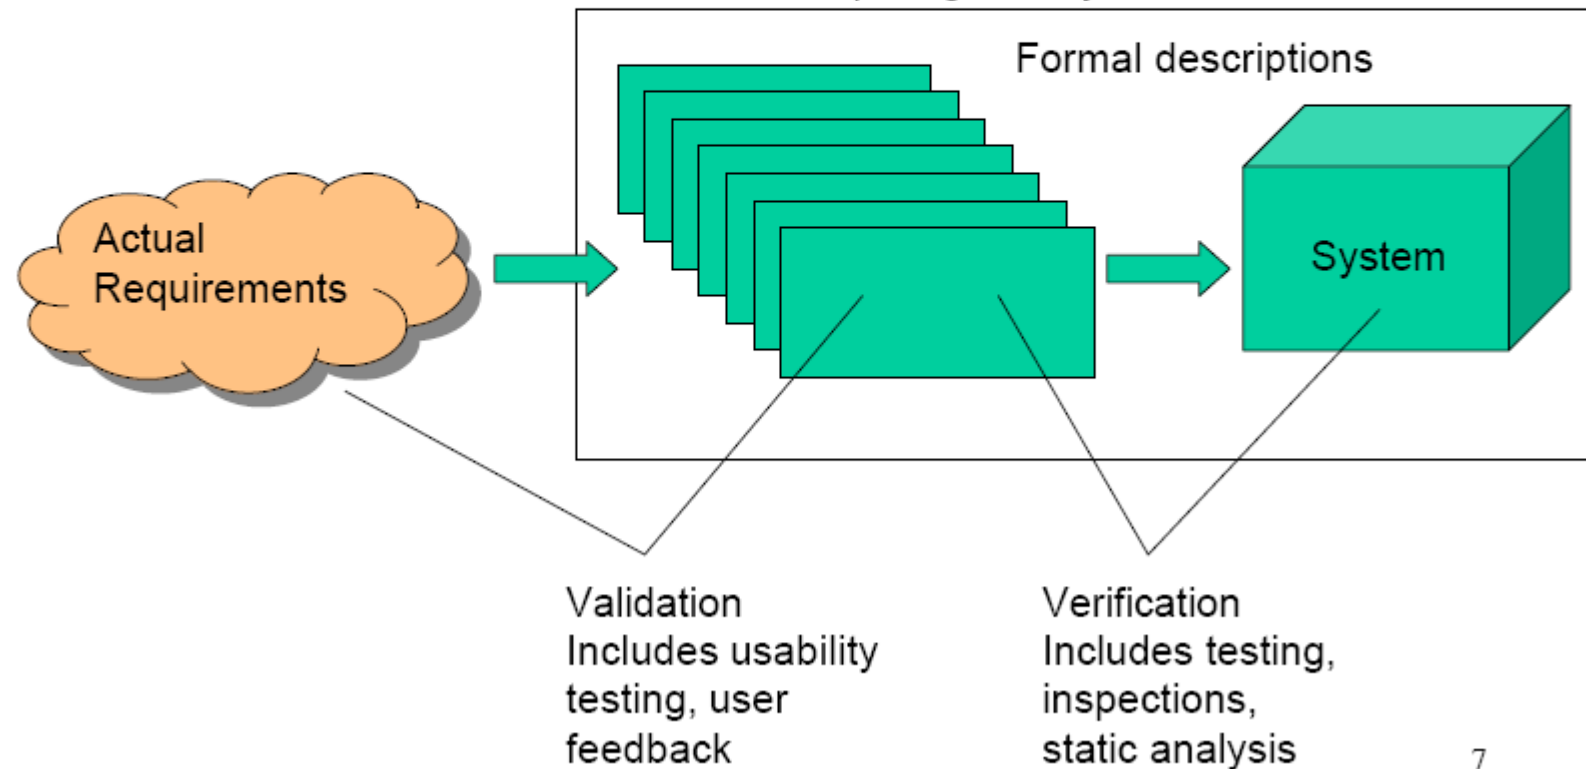 Formal descriptions
Actual
Requirements
System
Validation
Includes usability
testing, user
feedback
Verification
Includes testing,
inspections,
static analysis
7